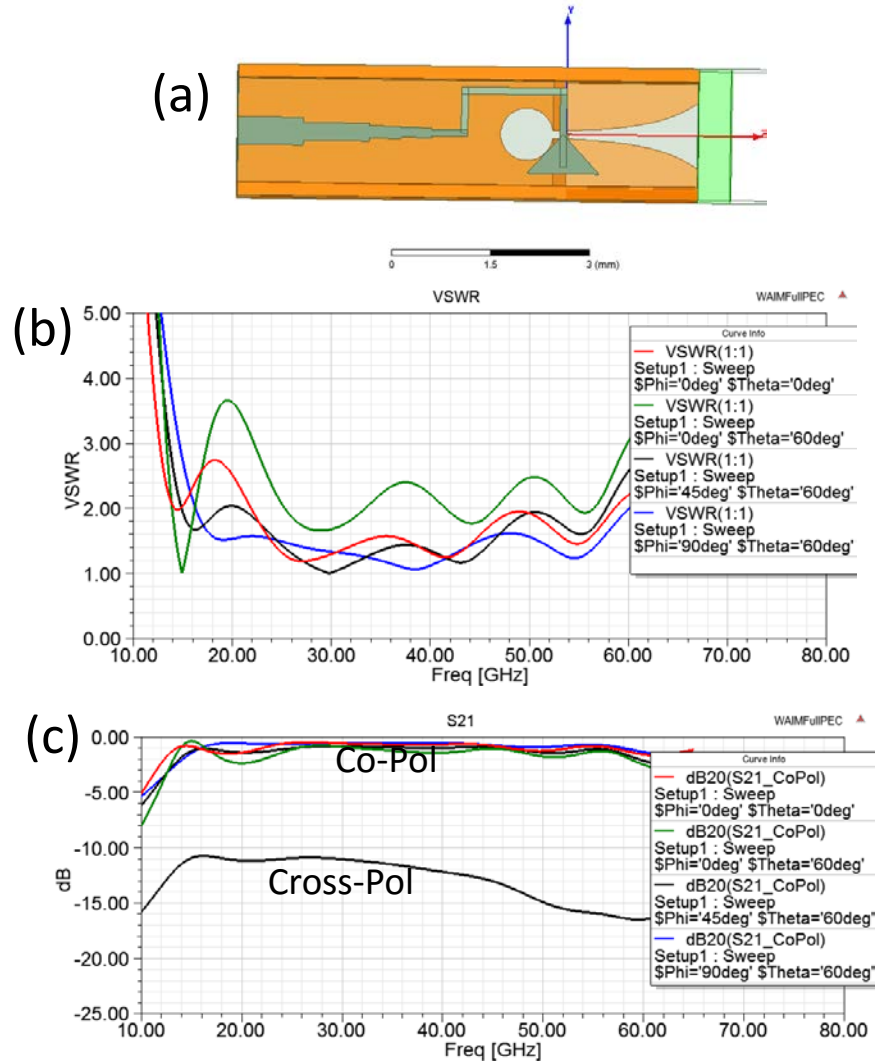 (a)
Y
0 1.5 3 (mm)
(b)
VSWR
WAIMFullPEC
5.00
4.00
3.00
2.00
1.00
0.00
VSWR
10.00 20.00 30.00 40.00 50.00 60.00 70.00 80.00
Freq [GHz]
Curve Info
VSWR(1:1)
Setup1 : Sweep
$Phi='0deg' $Theta='0deg'
VSWR(1:1)
Setup1 : Sweep
$Phi='0deg' $Theta='60deg'
VSWR(1:1)
Setup1 : Sweep
$Phi='45deg' $Theta='60deg'
VSWR(1:1)
Setup1 : Sweep
$Phi='90deg' $Theta='60deg'
(c)
S21
WAIMFullPEC
0.00
-5.00
-10.00
-15.00
-20.00
-25.00
dB
Co-Pol
Cross-Pol
10.00 20.00 30.00 40.00 50.00 60.00 70.00 80.00
Freq [GHz]
Curve Info
dB20(S21_CoPol)
Setup1 : Sweep
$Phi='0deg' $Theta='0deg'
dB20(S21_CoPol)
Setup1 : Sweep
$Phi='0deg' $Theta='60deg'
dB20(S21_CoPol)
Setup1 : Sweep
$Phi='45deg' $Theta='60deg'
dB20(S21_CoPol)
Setup1 : Sweep
$Phi='90deg' $Theta='60deg'